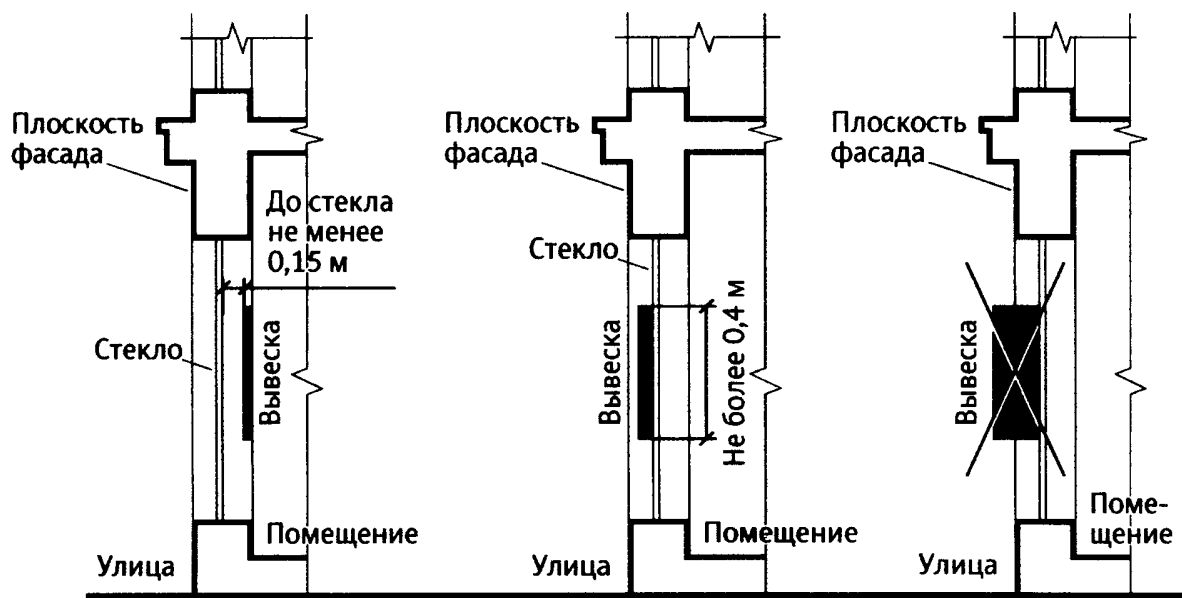 Плоскость
фасада
До стекла
не менее
0,15 м
Стекло
Вывеска
Помещение
Улица
Плоскость
фасада
Стекло
Вывеска
Не более 0,4 м
Помещение
Улица
Плоскость
фасада
Вывеска
Поме-
щение
Улица